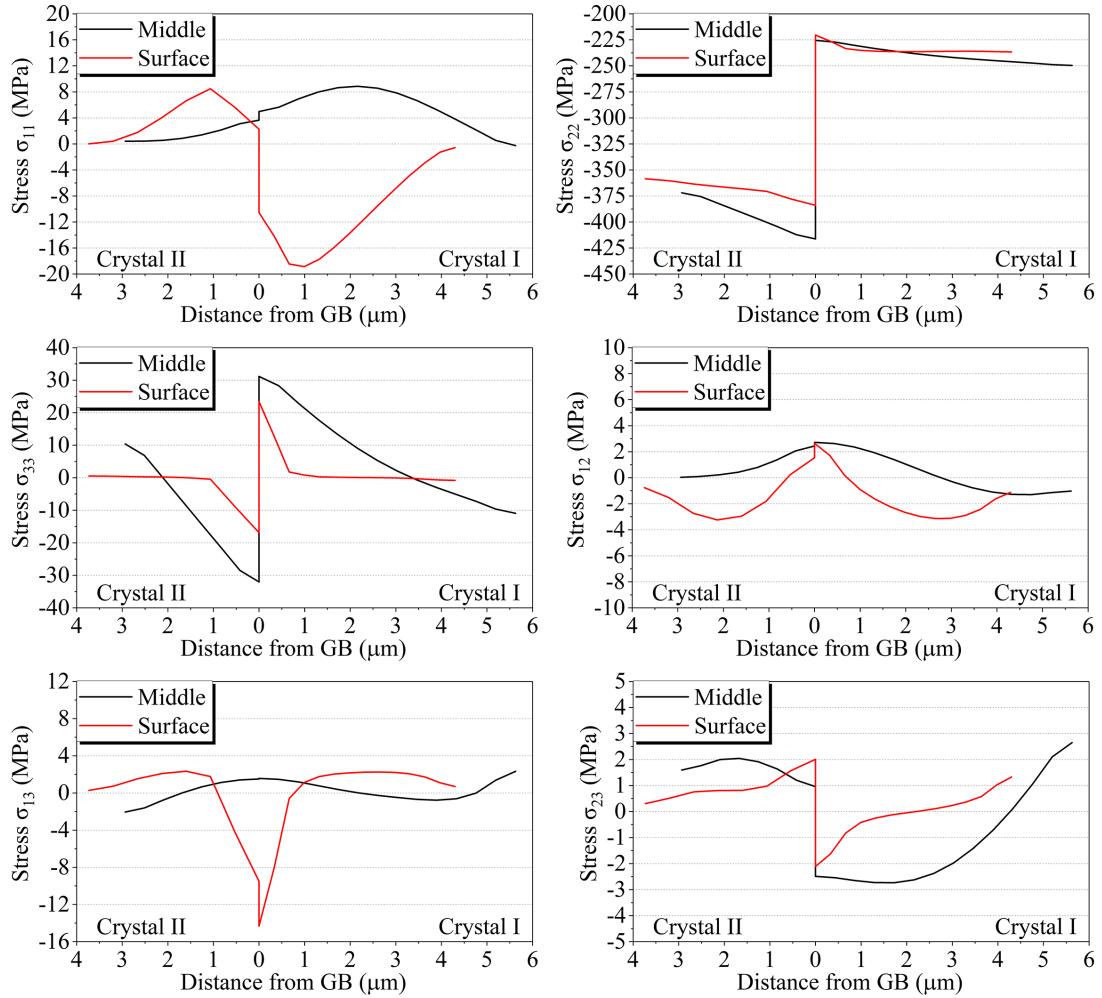 Middle
Surface
Stress σ₁₁ (MPa)
20
16
12
8
4
0
-4
-8
-12
-16
-20
Crystal II
Crystal I
4 3 2 1 0 1 2 3 4 5 6
Distance from GB (μm)
Middle
Surface
Stress σ₂₂ (MPa)
-200
-225
-250
-275
-300
-325
-350
-375
-400
-425
-450
Crystal II
Crystal I
4 3 2 1 0 1 2 3 4 5 6
Distance from GB (μm)
Middle
Surface
Stress σ₃₃ (MPa)
40
30
20
10
0
-10
-20
-30
-40
Crystal II
Crystal I
4 3 2 1 0 1 2 3 4 5 6
Distance from GB (μm)
Middle
Surface
Stress σ₁₂ (MPa)
10
8
6
4
2
0
-2
-4
-6
-8
-10
Crystal II
Crystal I
4 3 2 1 0 1 2 3 4 5 6
Distance from GB (μm)
Middle
Surface
Stress σ₁₃ (MPa)
12
8
4
0
-4
-8
-12
-16
Crystal II
Crystal I
4 3 2 1 0 1 2 3 4 5 6
Distance from GB (μm)
Middle
Surface
Stress σ₂₃ (MPa)
5
4
3
2
1
0
-1
-2
-3
-4
-5
Crystal II
Crystal I
4 3 2 1 0 1 2 3 4 5 6
Distance from GB (μm)